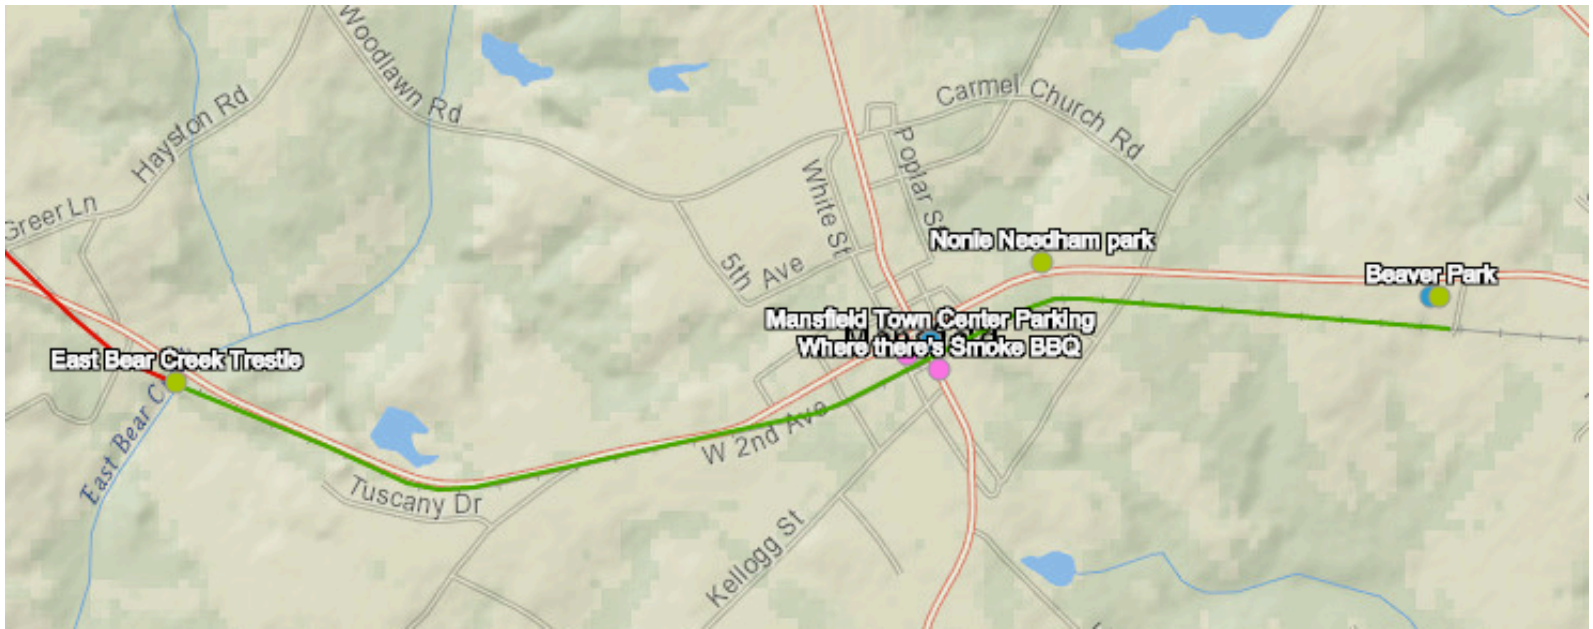 Woodlawn Rd
Hayston Rd
Carmel Church Rd
Poplar S
White St
Greer Ln
Nonie Needham park
5th Ave
Beaver Park
Mansfield Town Center Parking
Where there's Smoke BBQ
East Bear Creek Trestle
East Bear C
W 2nd Ave
Tuscany Dr
Kellogg St